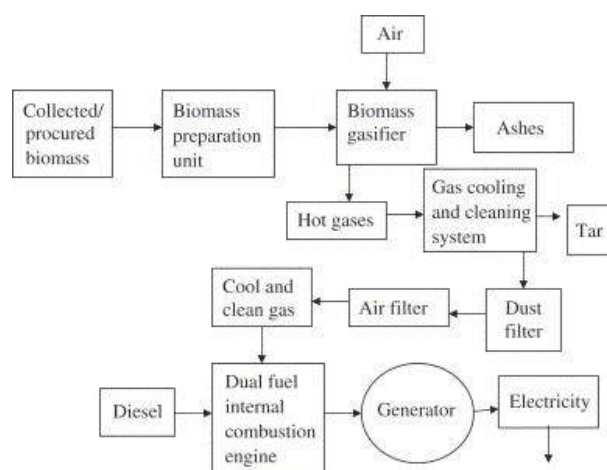 Air
Collected/
procured
biomass
Biomass
preparation
unit
Biomass
gasifier
Ashes
Hot gases
Gas cooling
and cleaning
system
Tar
Cool and
clean gas
Air filter
Dust
filter
Diesel
Dual fuel
internal
combustion
engine
Generator
Electricity